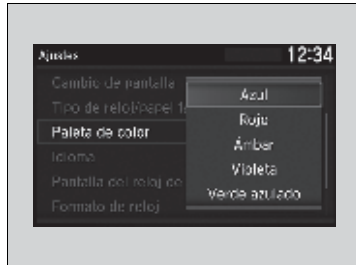 Ajustes 12:34
Cambio de pantalla
Tipo de reloj/papel
Paleta de color
Idioma
Pantalla del reloj de
Formato de reloj
Azul
Rojo
Ámbar
Violeta
Verde azulado